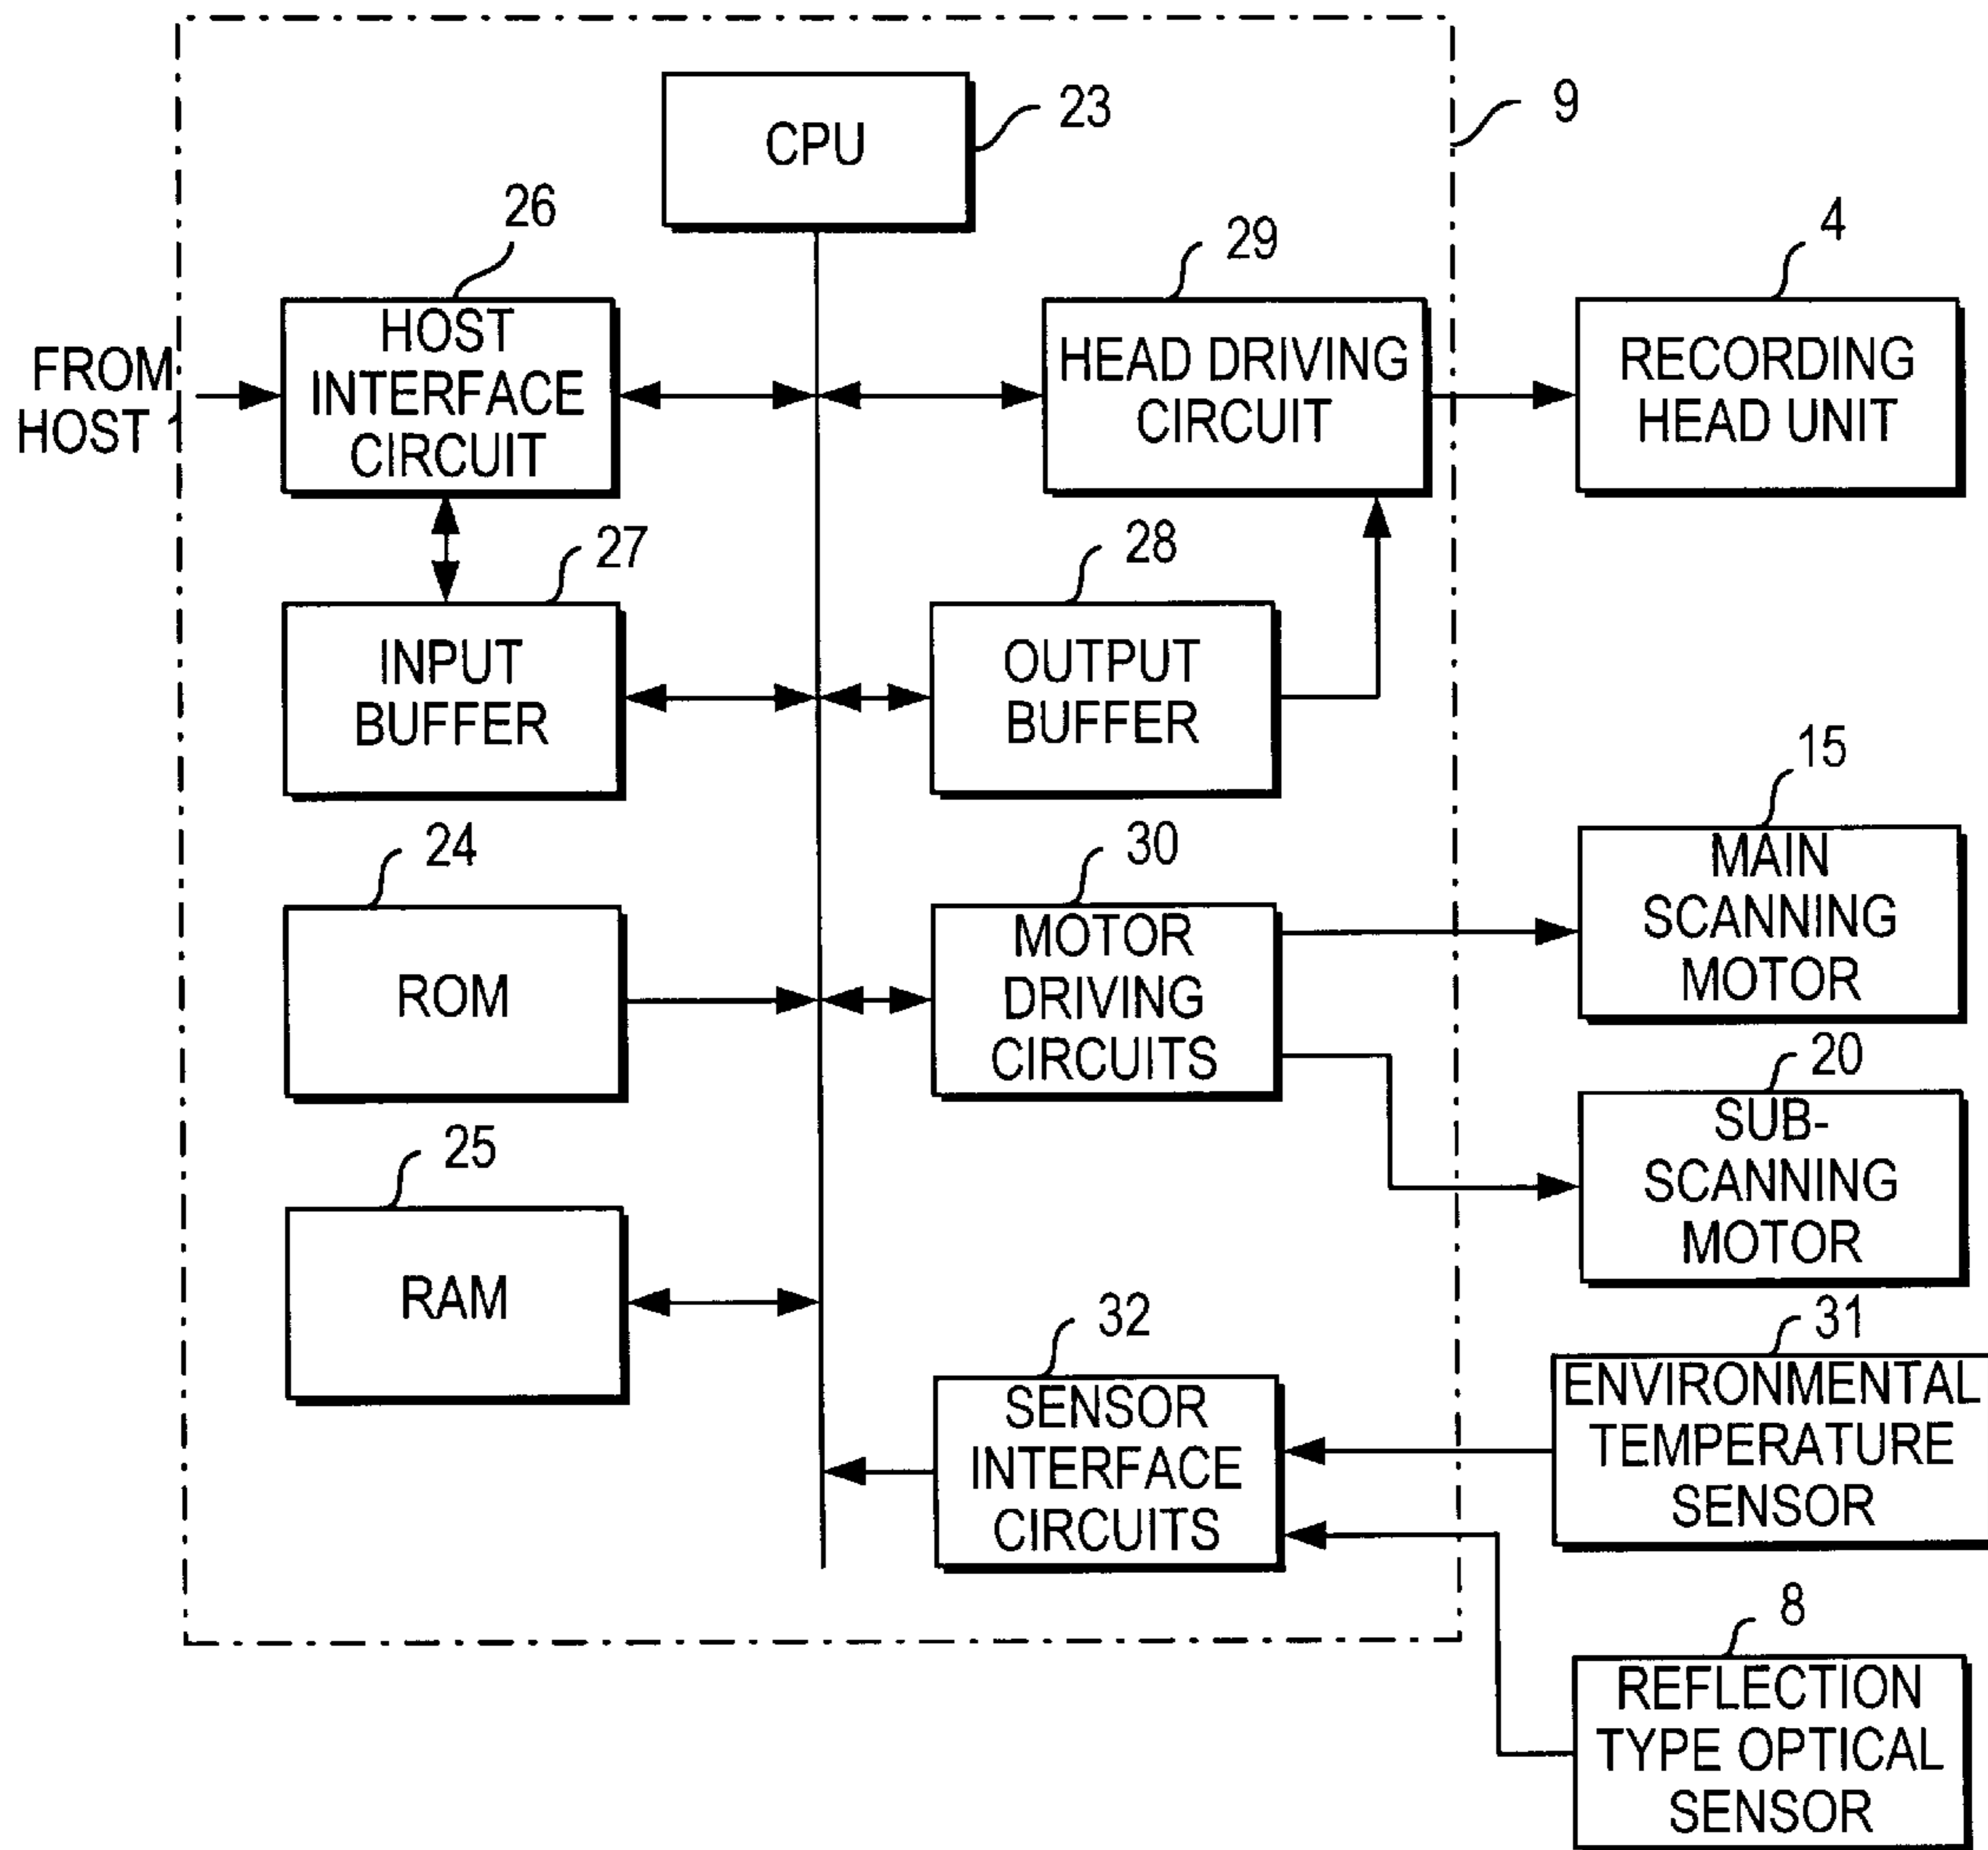 CPU
23
9
26
29
4
FROM
HOST
HOST
INTERFACE
CIRCUIT
HEAD DRIVING
CIRCUIT
RECORDING
HEAD UNIT
27
28
INPUT
BUFFER
OUTPUT
BUFFER
15
24
30
MAIN
SCANNING
MOTOR
ROM
MOTOR
DRIVING
CIRCUITS
20
25
SUB-
SCANNING
MOTOR
RAM
32
31
SENSOR
INTERFACE
CIRCUITS
ENVIRONMENTAL
TEMPERATURE
SENSOR
8
REFLECTION
TYPE OPTICAL
SENSOR